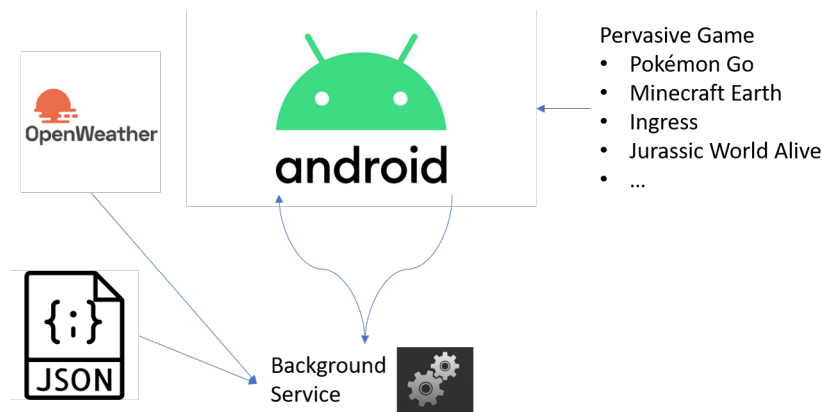 OpenWeather
android
Pervasive Game
• Pokémon Go
• Minecraft Earth
• Ingress
• Jurassic World Alive
• ...
{;}
JSON
Background
Service